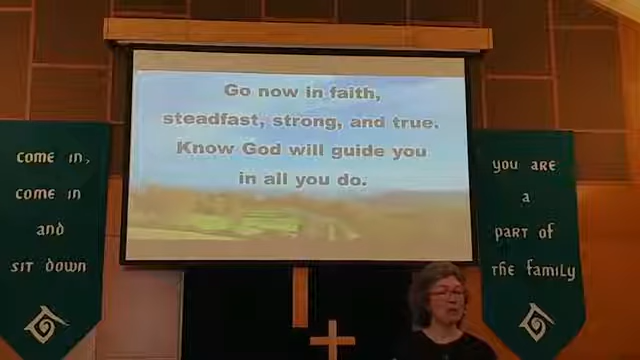 Go now in faith,
steadfast, strong, and true.
Know God will guide you
in all you do.
come in,
come in
and
sit down
you are
a
part of
the family